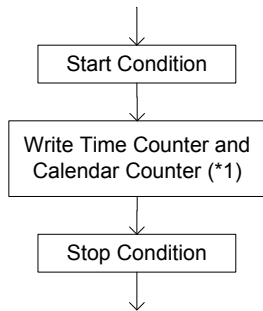 Start Condition
Write Time Counter and
Calendar Counter (*1)
Stop Condition